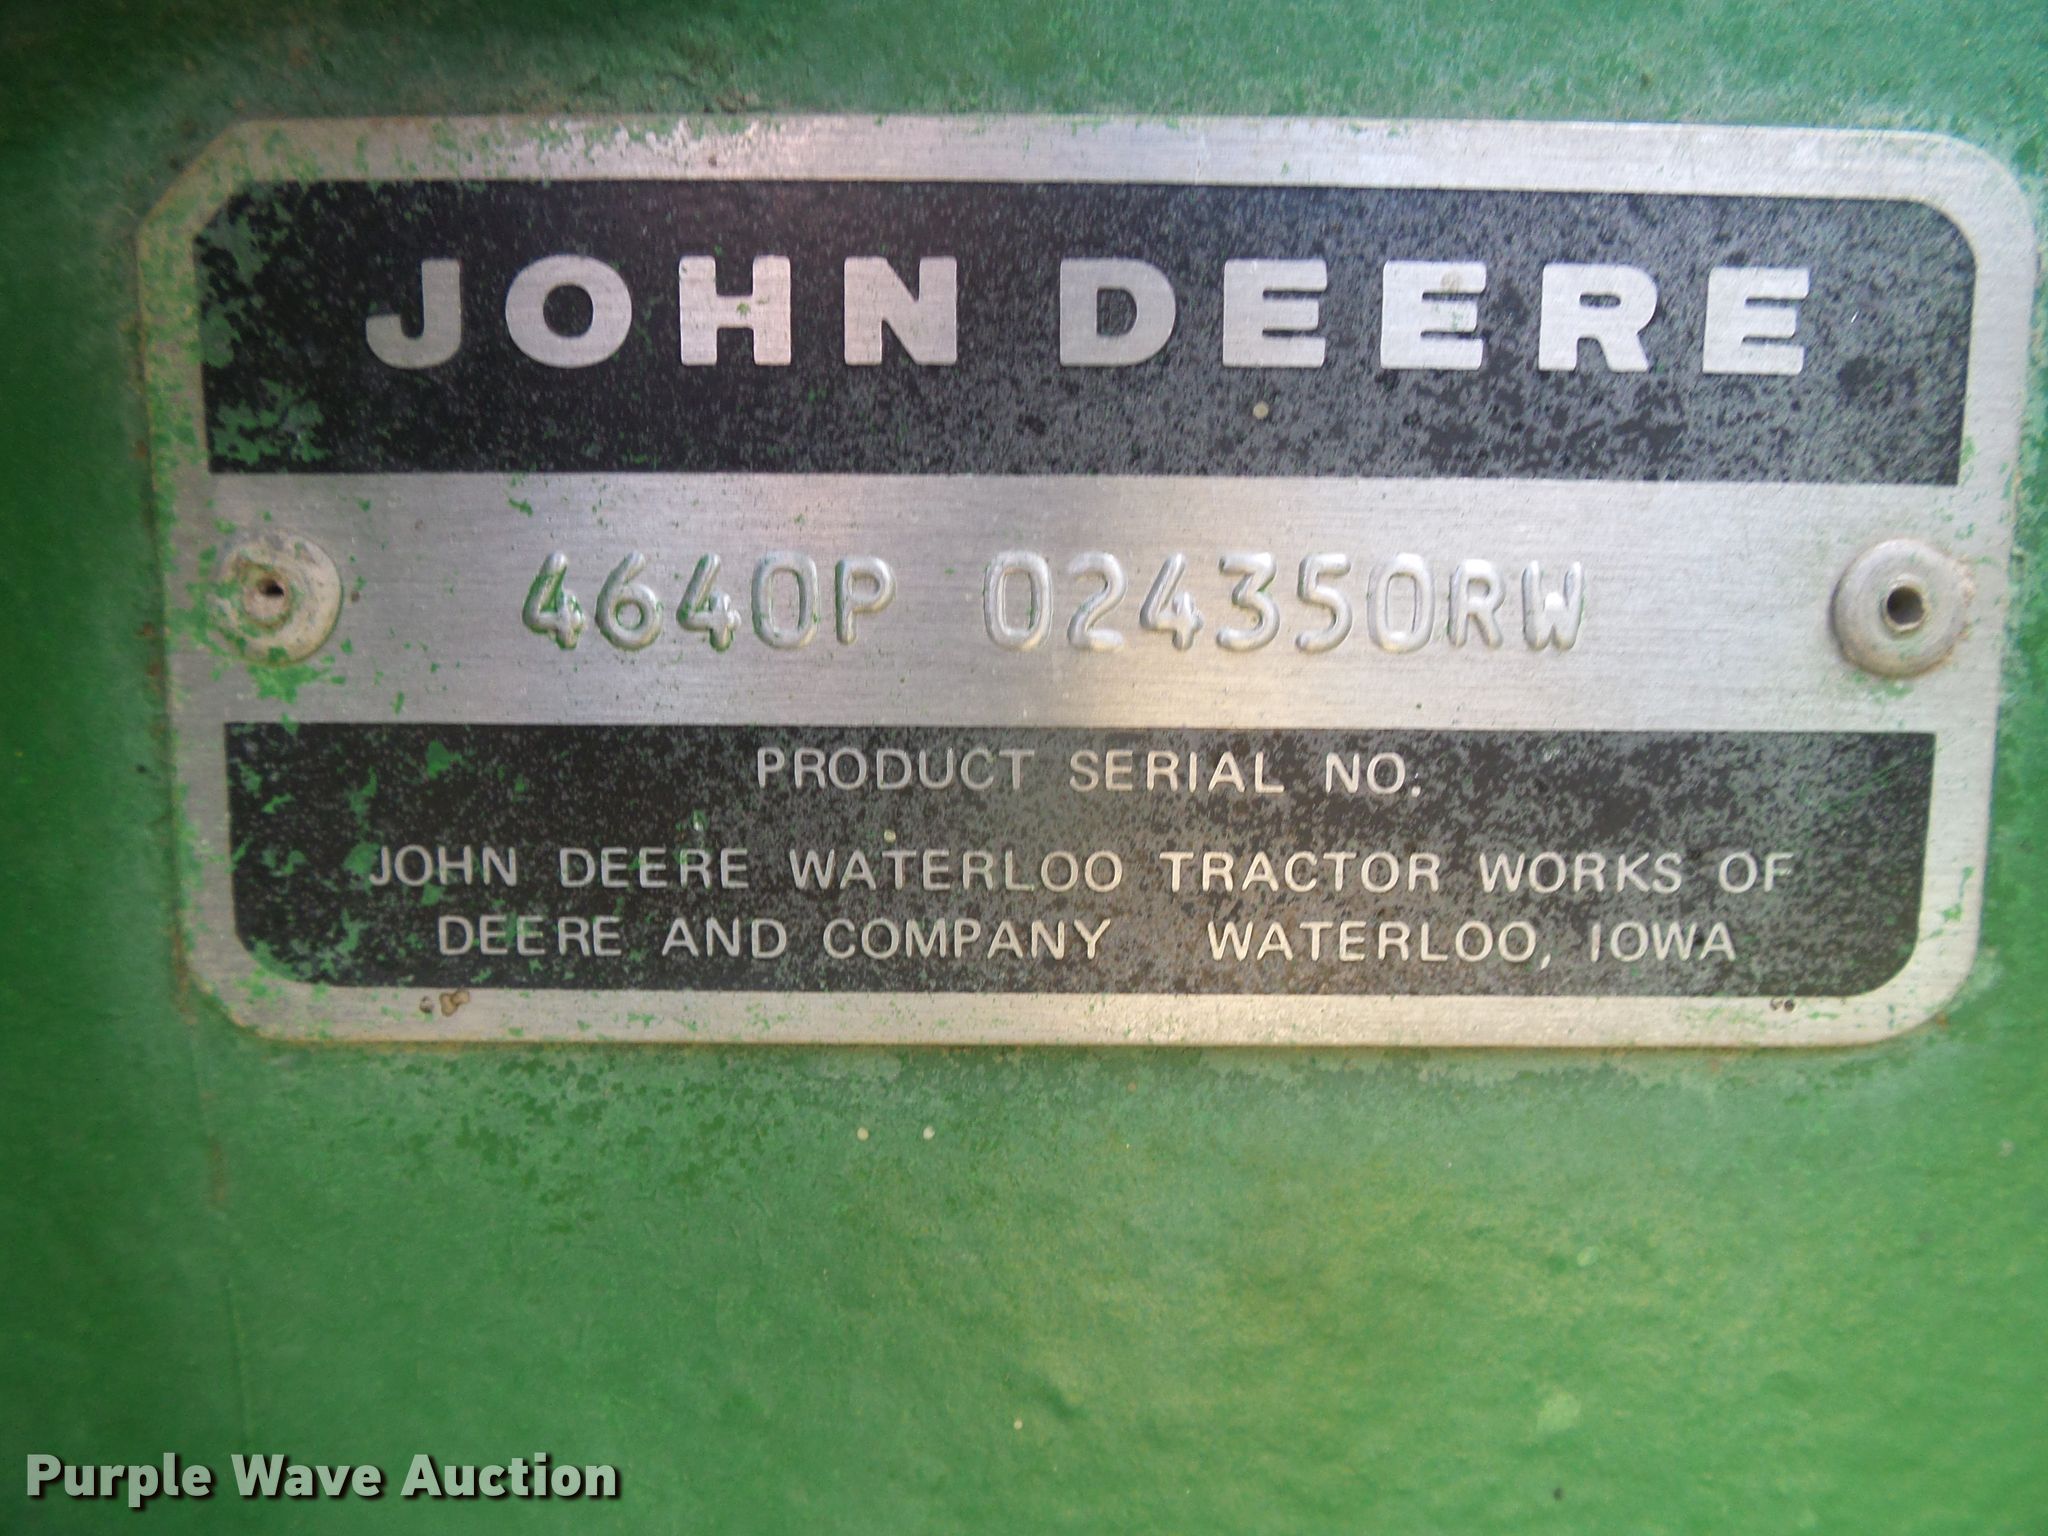 JOHN DEERE
4640P 024350RW
PRODUCT SERIAL NO.
JOHN DEERE WATERLOO TRACTOR WORKS OF
DEERE AND COMPANY WATERLOO, IOWA
Purple Wave Auction